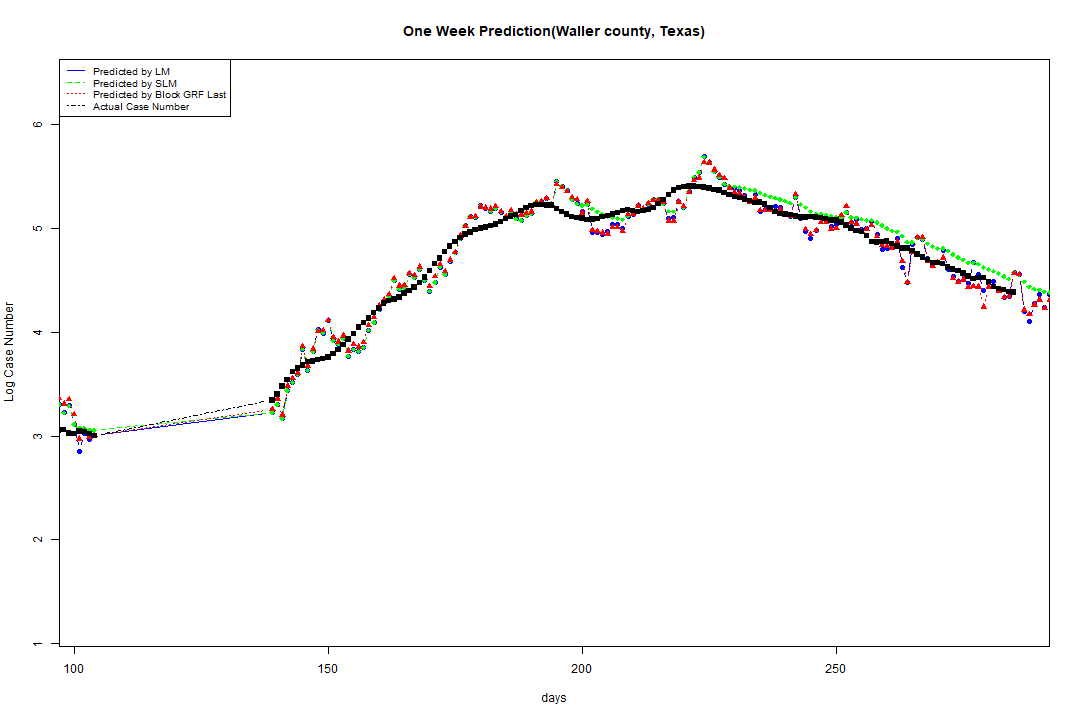 One Week Prediction(Waller county, Texas)
Predicted by LM
Predicted by SLM
Predicted by Block GRF Last
Actual Case Number
6
5
4
3
2
1
Log Case Number
100 150 200 250
days